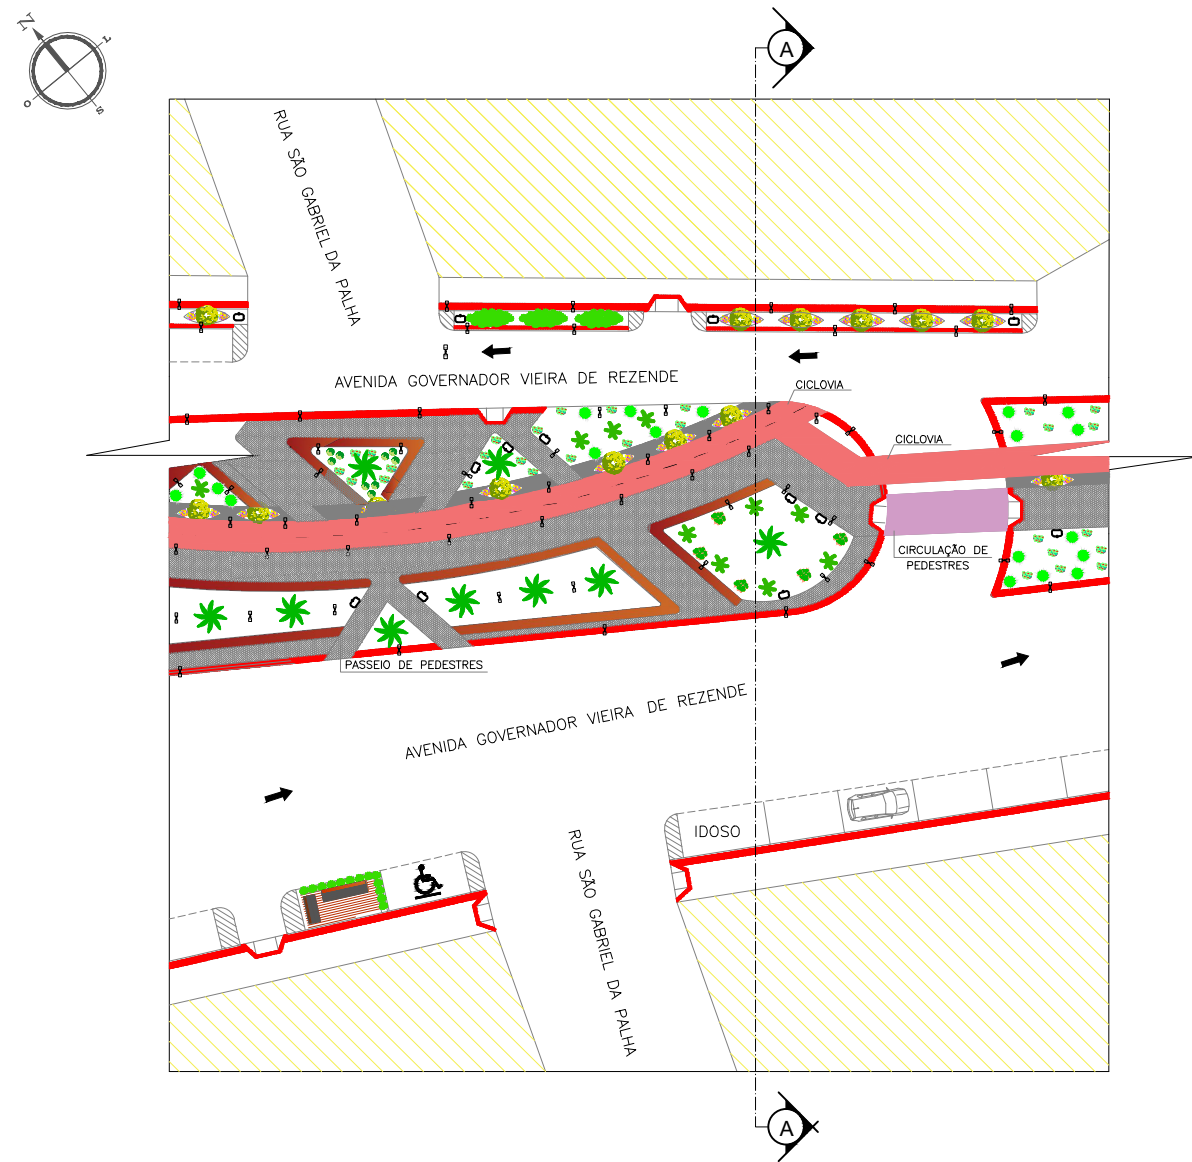 N
L
O
S
A
RUA SÃO GABRIEL DA PALHA
AVENIDA GOVERNADOR VIEIRA DE REZENDE
CICLOVIA
CICLOVIA
CIRCULAÇÃO DE
PEDESTRES
PASSEIO DE PEDESTRES
AVENIDA GOVERNADOR VIEIRA DE REZENDE
IDOSO
RUA SÃO GABRIEL DA PALHA
A